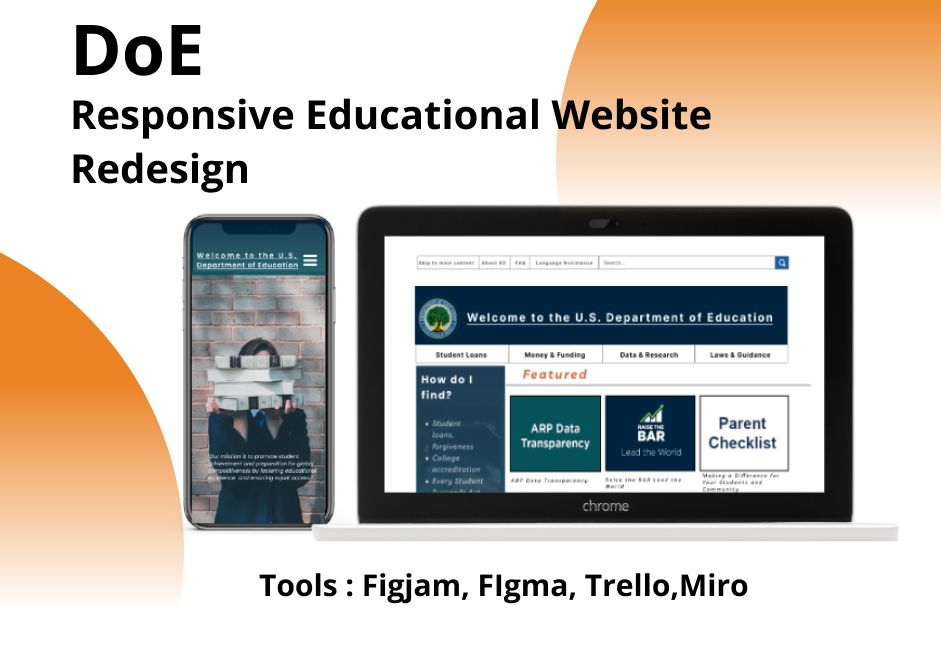 DoE
Responsive Educational Website
Redesign
Welcome to the U.S.
Department of Education
Our mission is to promote student
achievement and preparation for global
competitiveness by fostering educational
excellence and ensuring equal access."
Skip to main content About ED FAQ Language Assistance Search...
Welcome to the U.S. Department of Education
Student Loans Money & Funding Data & Research Laws & Guidance
How do I
find?
Featured
• Student
loans,
forgiveness
• College
accreditation
• Every Student
ARP Data
Transparency
RAISE THE
BAR
Lead the World
Parent
Checklist
ARP Data Transparency
Raise the BAR Lead the
World
Making a Difference for
Your Students and
Community
chrome
Tools : Figjam, FIgma, Trello,Miro